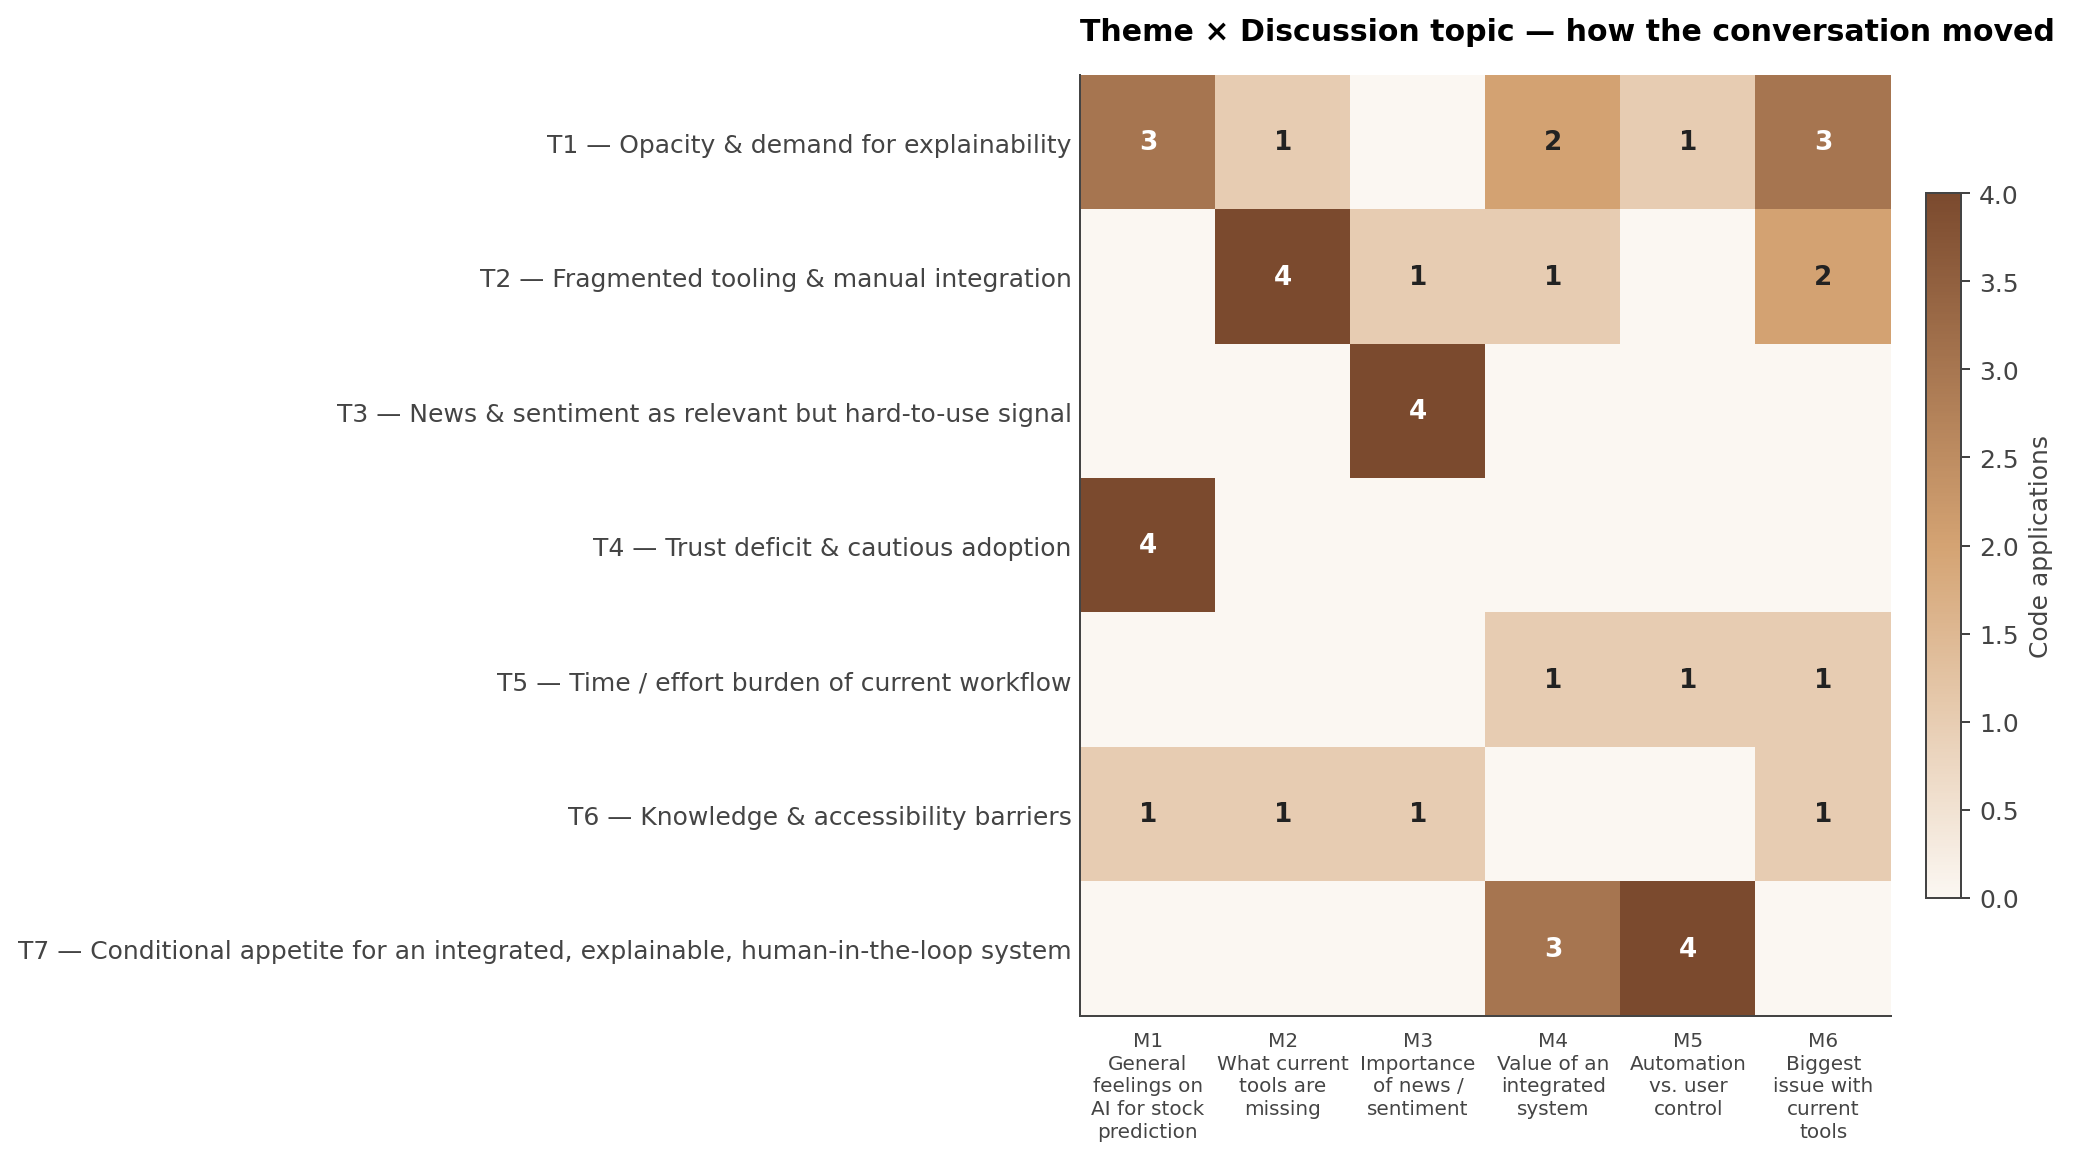 Theme × Discussion topic — how the conversation moved
T1 — Opacity & demand for explainability
3
1
2
1
3
T2 — Fragmented tooling & manual integration
4
1
1
2
T3 — News & sentiment as relevant but hard-to-use signal
4
T4 — Trust deficit & cautious adoption
4
T5 — Time / effort burden of current workflow
1
1
1
T6 — Knowledge & accessibility barriers
1
1
1
1
T7 — Conditional appetite for an integrated, explainable, human-in-the-loop system
3
4
M1
General
feelings on
AI for stock
prediction
M2
What current
tools are
missing
M3
Importance
of news /
sentiment
M4
Value of an
integrated
system
M5
Automation
vs. user
control
M6
Biggest
issue with
current
tools
4.0
3.5
3.0
2.5
2.0
1.5
1.0
0.5
0.0
Code applications